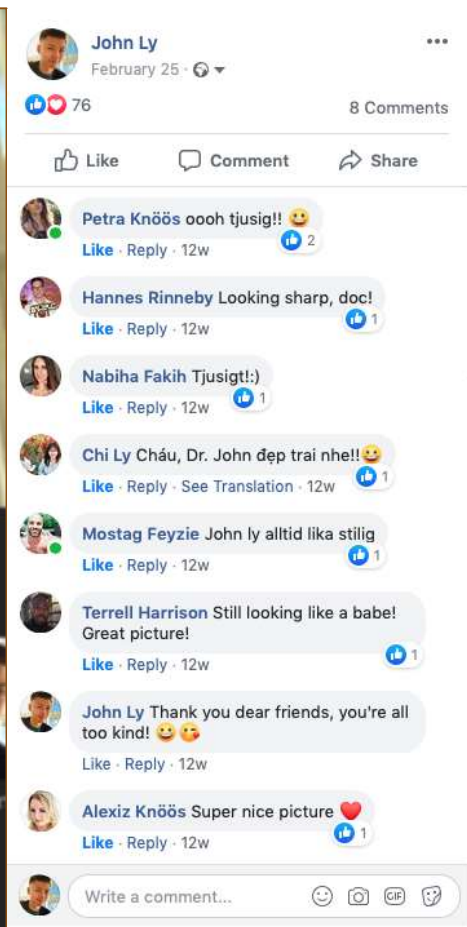 John Ly
February 25
76
8 Comments
Like Comment Share
Petra Knöös oooh tjusig!! 😀
2
Like · Reply · 12w
Hannes Rinneby Looking sharp, doc!
1
Like · Reply · 12w
Nabiha Fakih Tjusigt!:)
1
Like · Reply · 12w
Chi Ly Cháu, Dr. John đẹp trai nhe!!😀
1
Like · Reply · See Translation · 12w
Mostag Feyzie John ly alltid lika stilig
1
Like · Reply · 12w
Terrell Harrison Still looking like a babe!
Great picture!
1
Like · Reply · 12w
John Ly Thank you dear friends, you're all
too kind! 😀 😋
Like · Reply · 12w
Alexiz Knöös Super nice picture ❤️
1
Like · Reply · 12w
Write a comment...
GIF